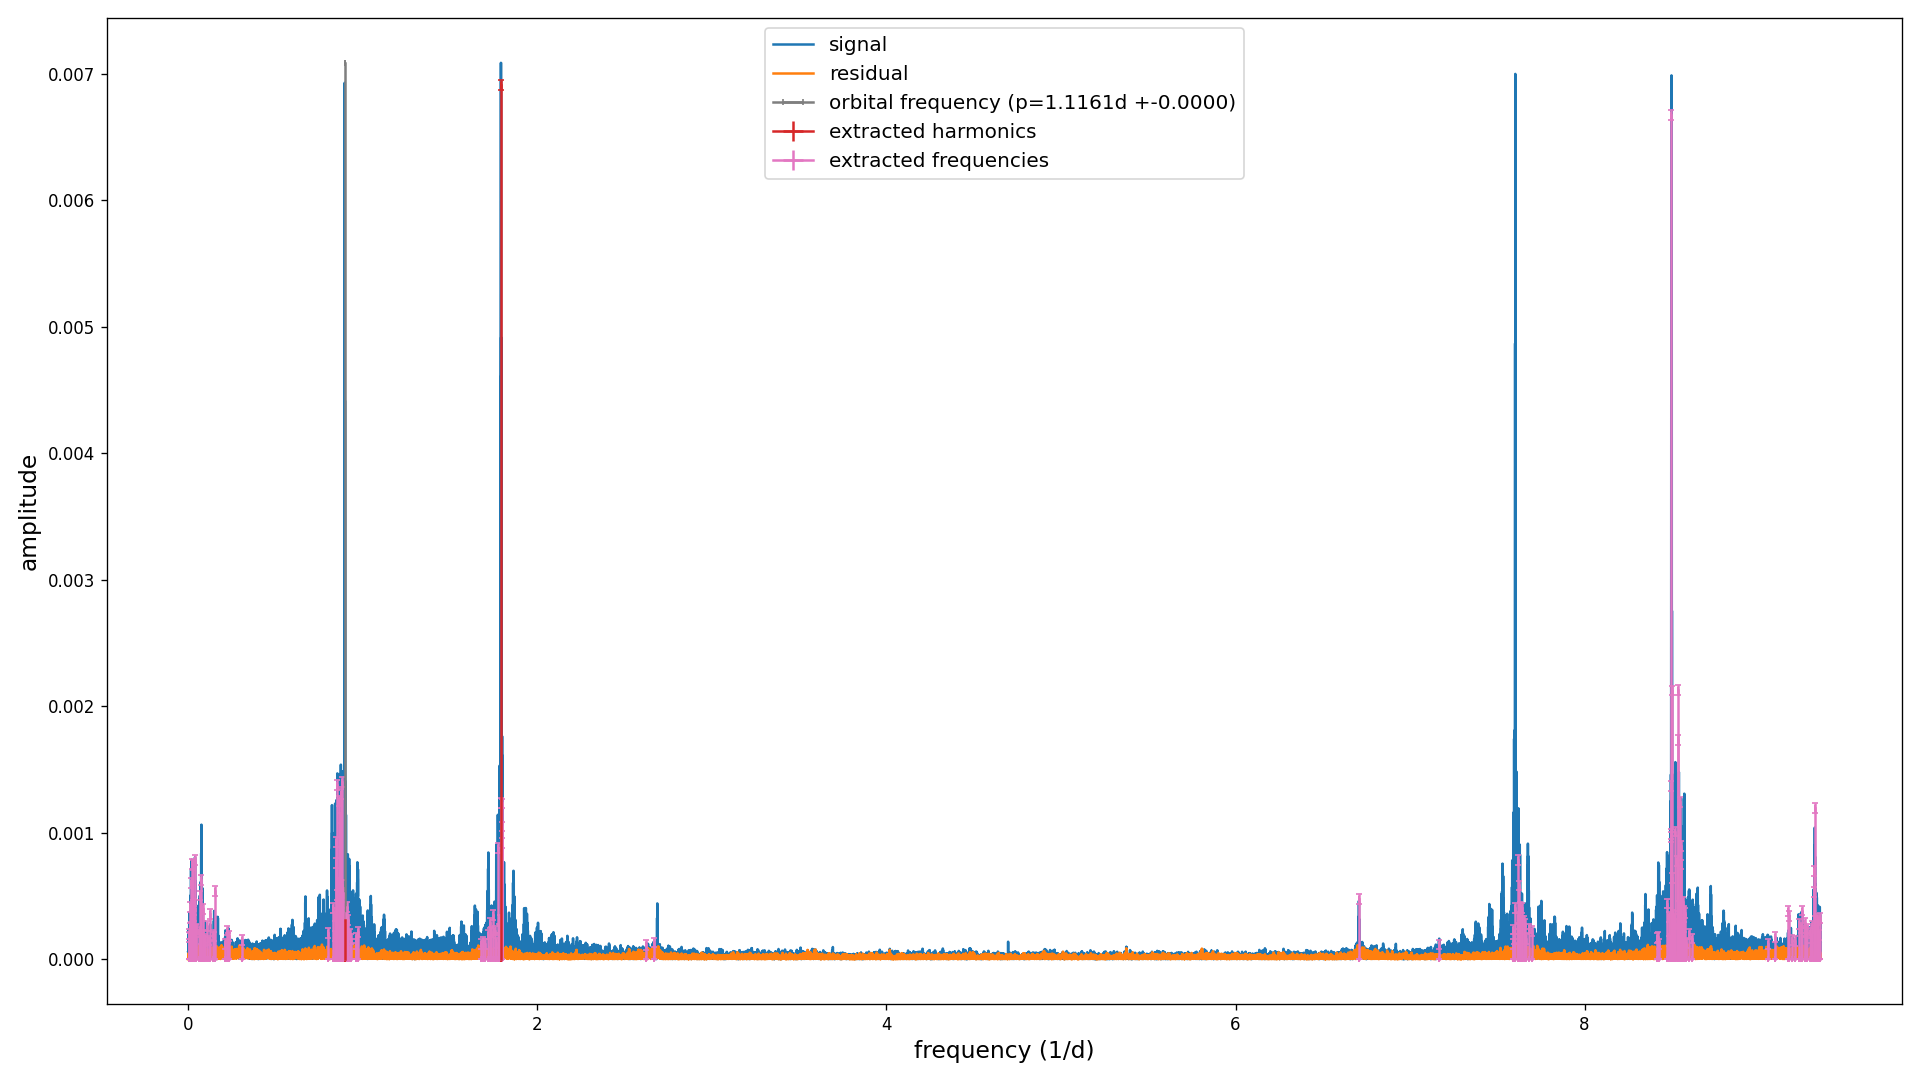 signal
residual
orbital frequency (p=1.1161d +-0.0000)
extracted harmonics
extracted frequencies
0.007
0.006
0.005
0.004
0.003
0.002
0.001
0.000
amplitude
0 2 4 6 8
frequency (1/d)